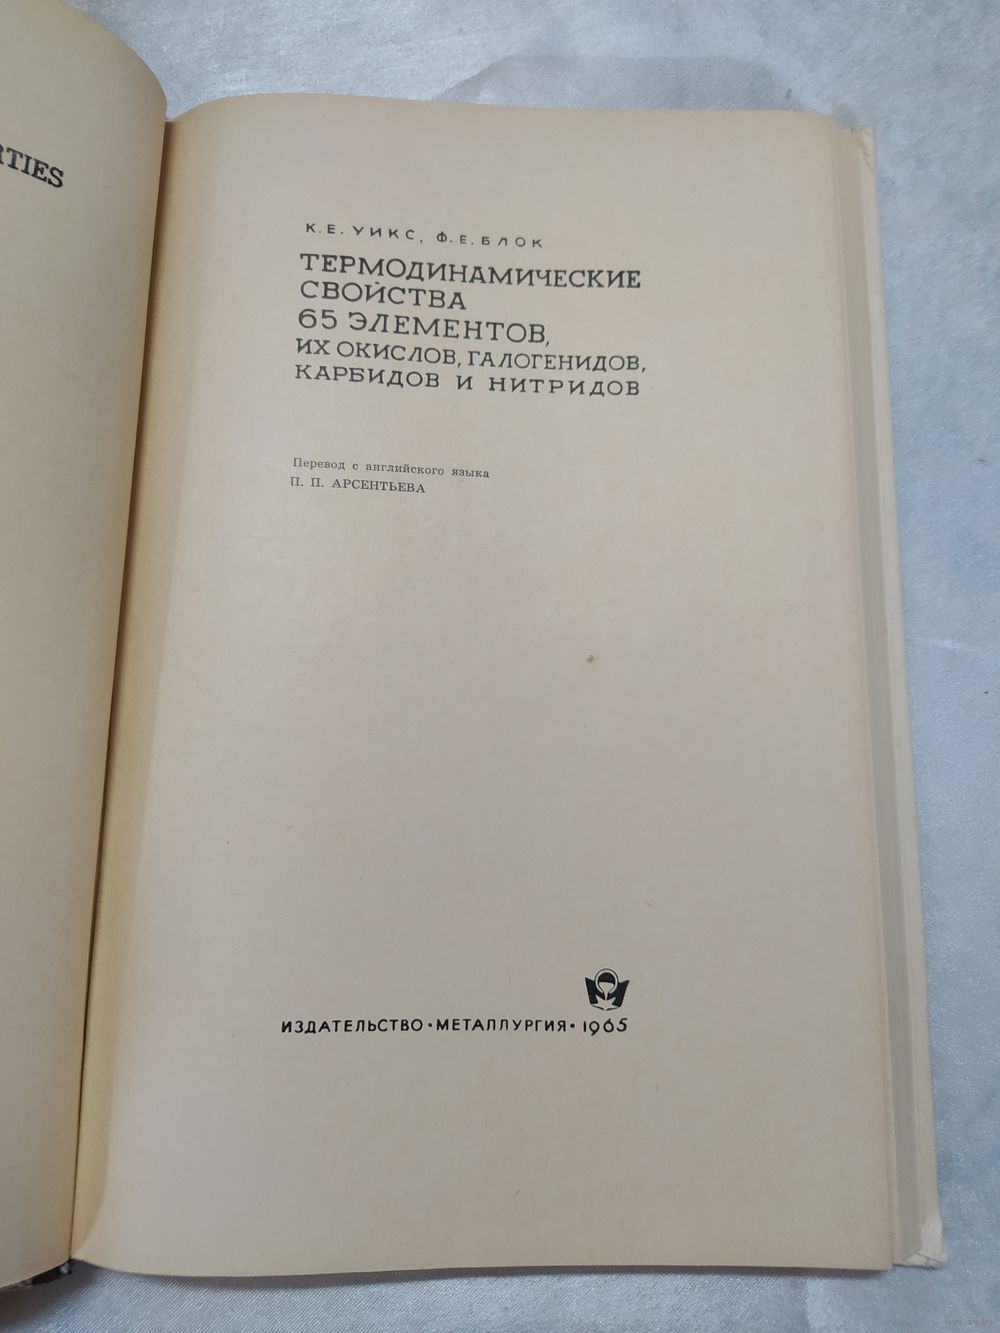 RTIES
К. Е. УИКС, Ф. Е. БЛОК
ТЕРМОДИНАМИЧЕСКИЕ
СВОЙСТВА
65 ЭЛЕМЕНТОВ,
ИХ ОКИСЛОВ, ГАЛОГЕНИДОВ,
КАРБИДОВ И НИТРИДОВ
Перевод с английского языка
П. П. АРСЕНТЬЕВА
ИЗДАТЕЛЬСТВО • МЕТАЛЛУРГИЯ • 1965